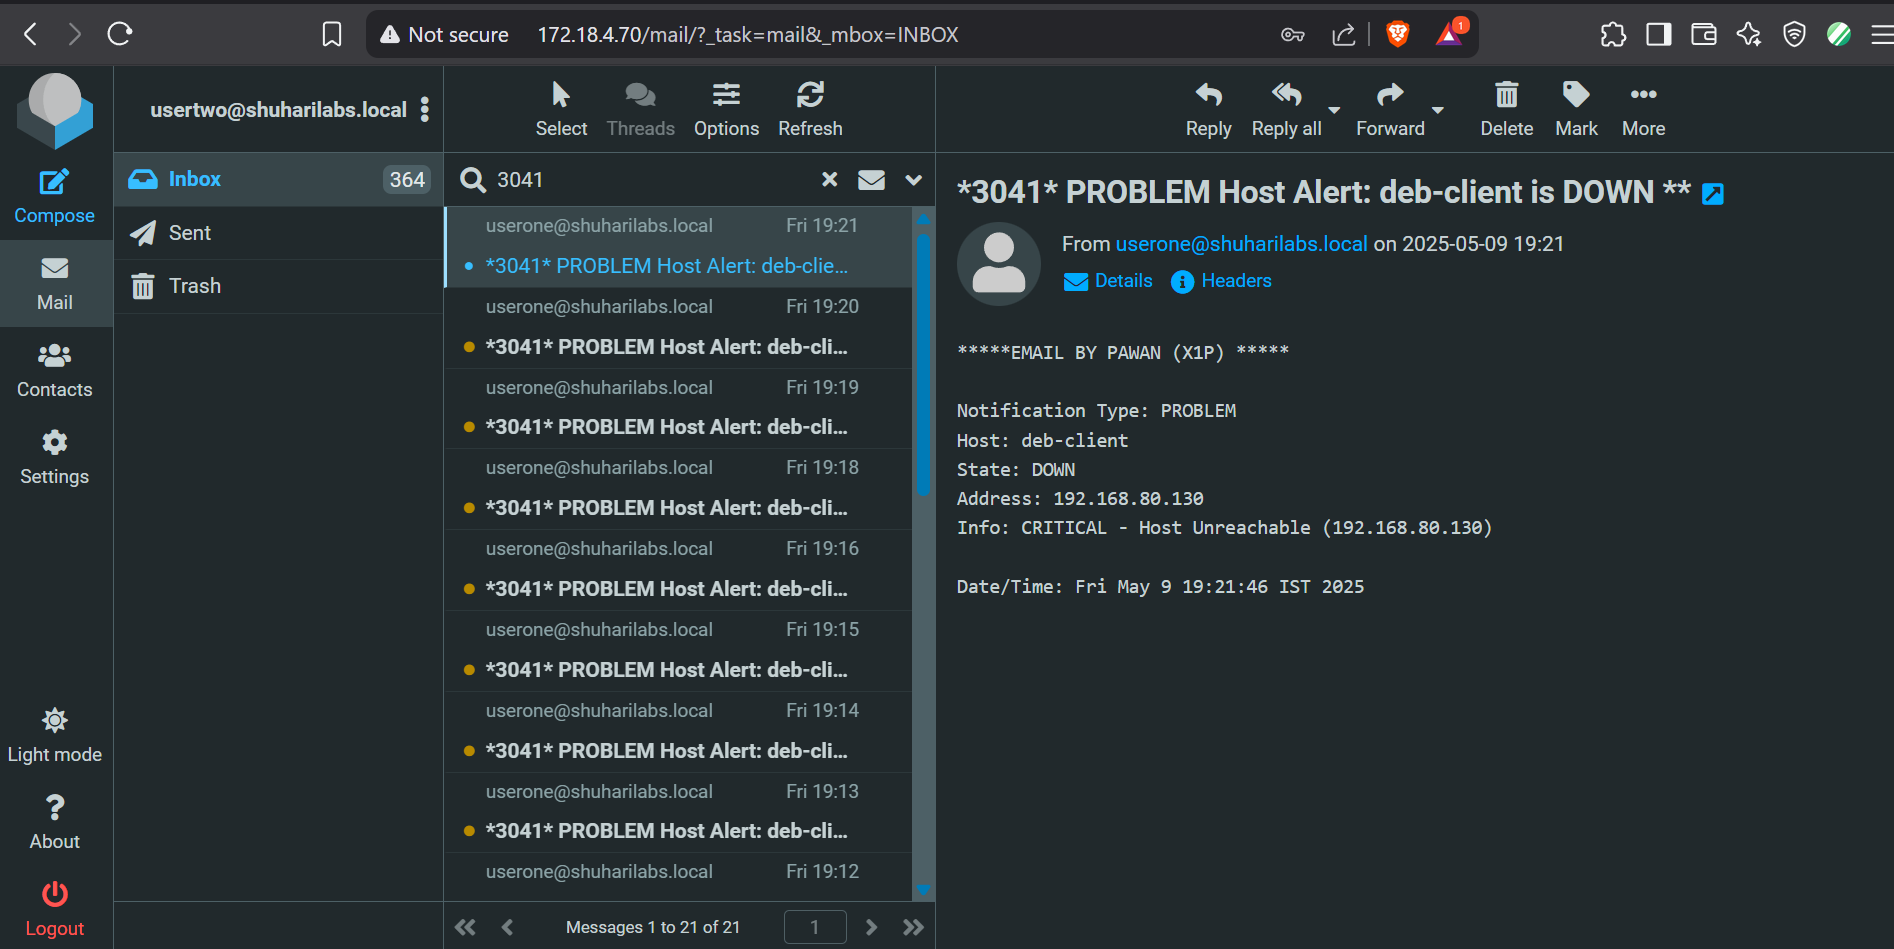 Not secure 172.18.4.70/mail/?_task=mail&_mbox=INBOX
1
Compose
Mail
Contacts
Settings
Light mode
About
Logout
usertwo@shuharilabs.local
Inbox 364
Sent
Trash
Select Threads Options Refresh
3041
userone@shuharilabs.local Fri 19:21
*3041* PROBLEM Host Alert: deb-clie...
userone@shuharilabs.local Fri 19:20
*3041* PROBLEM Host Alert: deb-cli...
userone@shuharilabs.local Fri 19:19
*3041* PROBLEM Host Alert: deb-cli...
userone@shuharilabs.local Fri 19:18
*3041* PROBLEM Host Alert: deb-cli...
userone@shuharilabs.local Fri 19:16
*3041* PROBLEM Host Alert: deb-cli...
userone@shuharilabs.local Fri 19:15
*3041* PROBLEM Host Alert: deb-cli...
userone@shuharilabs.local Fri 19:14
*3041* PROBLEM Host Alert: deb-cli...
userone@shuharilabs.local Fri 19:13
*3041* PROBLEM Host Alert: deb-cli...
userone@shuharilabs.local Fri 19:12
Messages 1 to 21 of 21 1
Reply Reply all Forward Delete Mark More
*3041* PROBLEM Host Alert: deb-client is DOWN **
From userone@shuharilabs.local on 2025-05-09 19:21
Details Headers
*****EMAIL BY PAWAN (X1P) *****
Notification Type: PROBLEM
Host: deb-client
State: DOWN
Address: 192.168.80.130
Info: CRITICAL - Host Unreachable (192.168.80.130)
Date/Time: Fri May 9 19:21:46 IST 2025